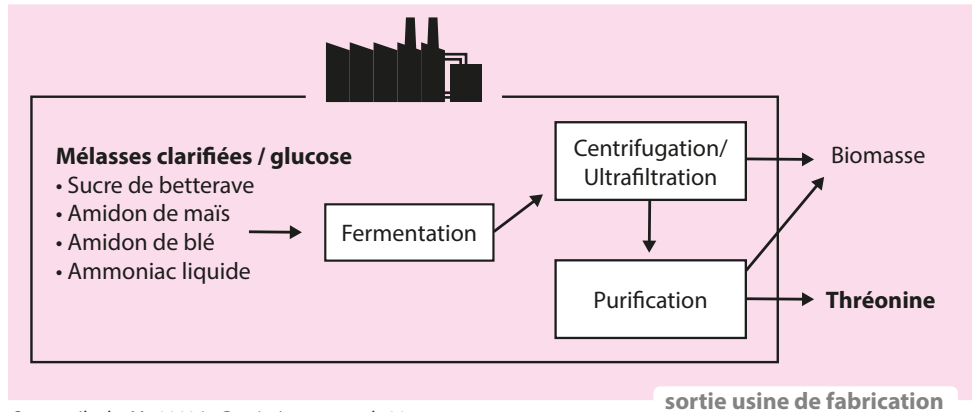 Mélasses clarifiées / glucose
• Sucre de betterave
• Amidon de maïs
• Amidon de blé
• Ammoniac liquide
Fermentation
Centrifugation/
Ultrafiltration
Purification
Biomasse
Thréonine
sortie usine de fabrication